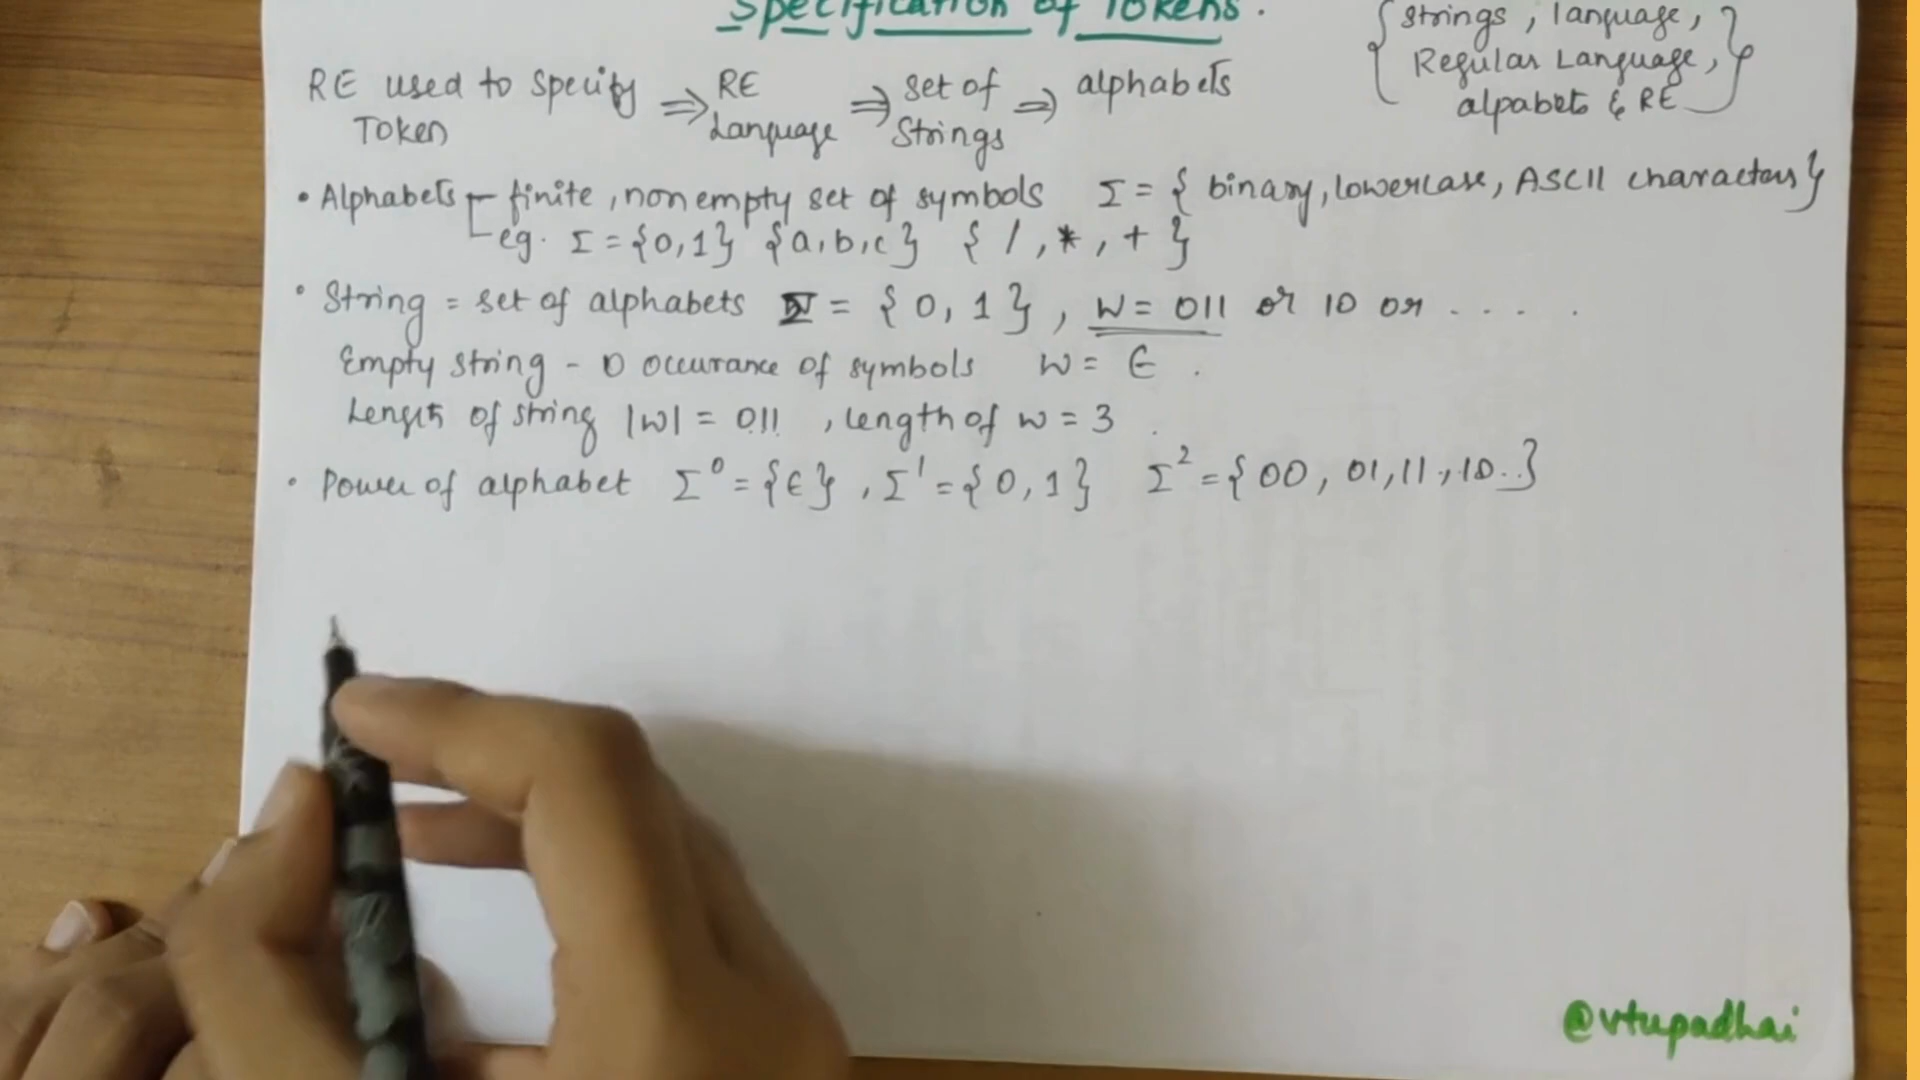 Specification of Tokens.
{ strings, language,
Regular Language,
alpabets & RE }
RE used to specify Token ⇒ RE Language ⇒ set of Strings ⇒ alphabets
• Alphabets - finite, nonempty set of symbols Σ = { binary, lowercase, ASCII characters }
eg. Σ = {0,1} {a,b,c} { /, *, + }
• String = set of alphabets Σ = { 0, 1 }, w = 011 or 10 or . . . . .
Empty string - 0 occurance of symbols w = ϵ .
Length of string |w| = 011 , length of w = 3 .
• Power of alphabet Σ⁰ = {ϵ} , Σ¹ = { 0, 1 } Σ² = { 00, 01, 11, 10..}
@vtupadhai